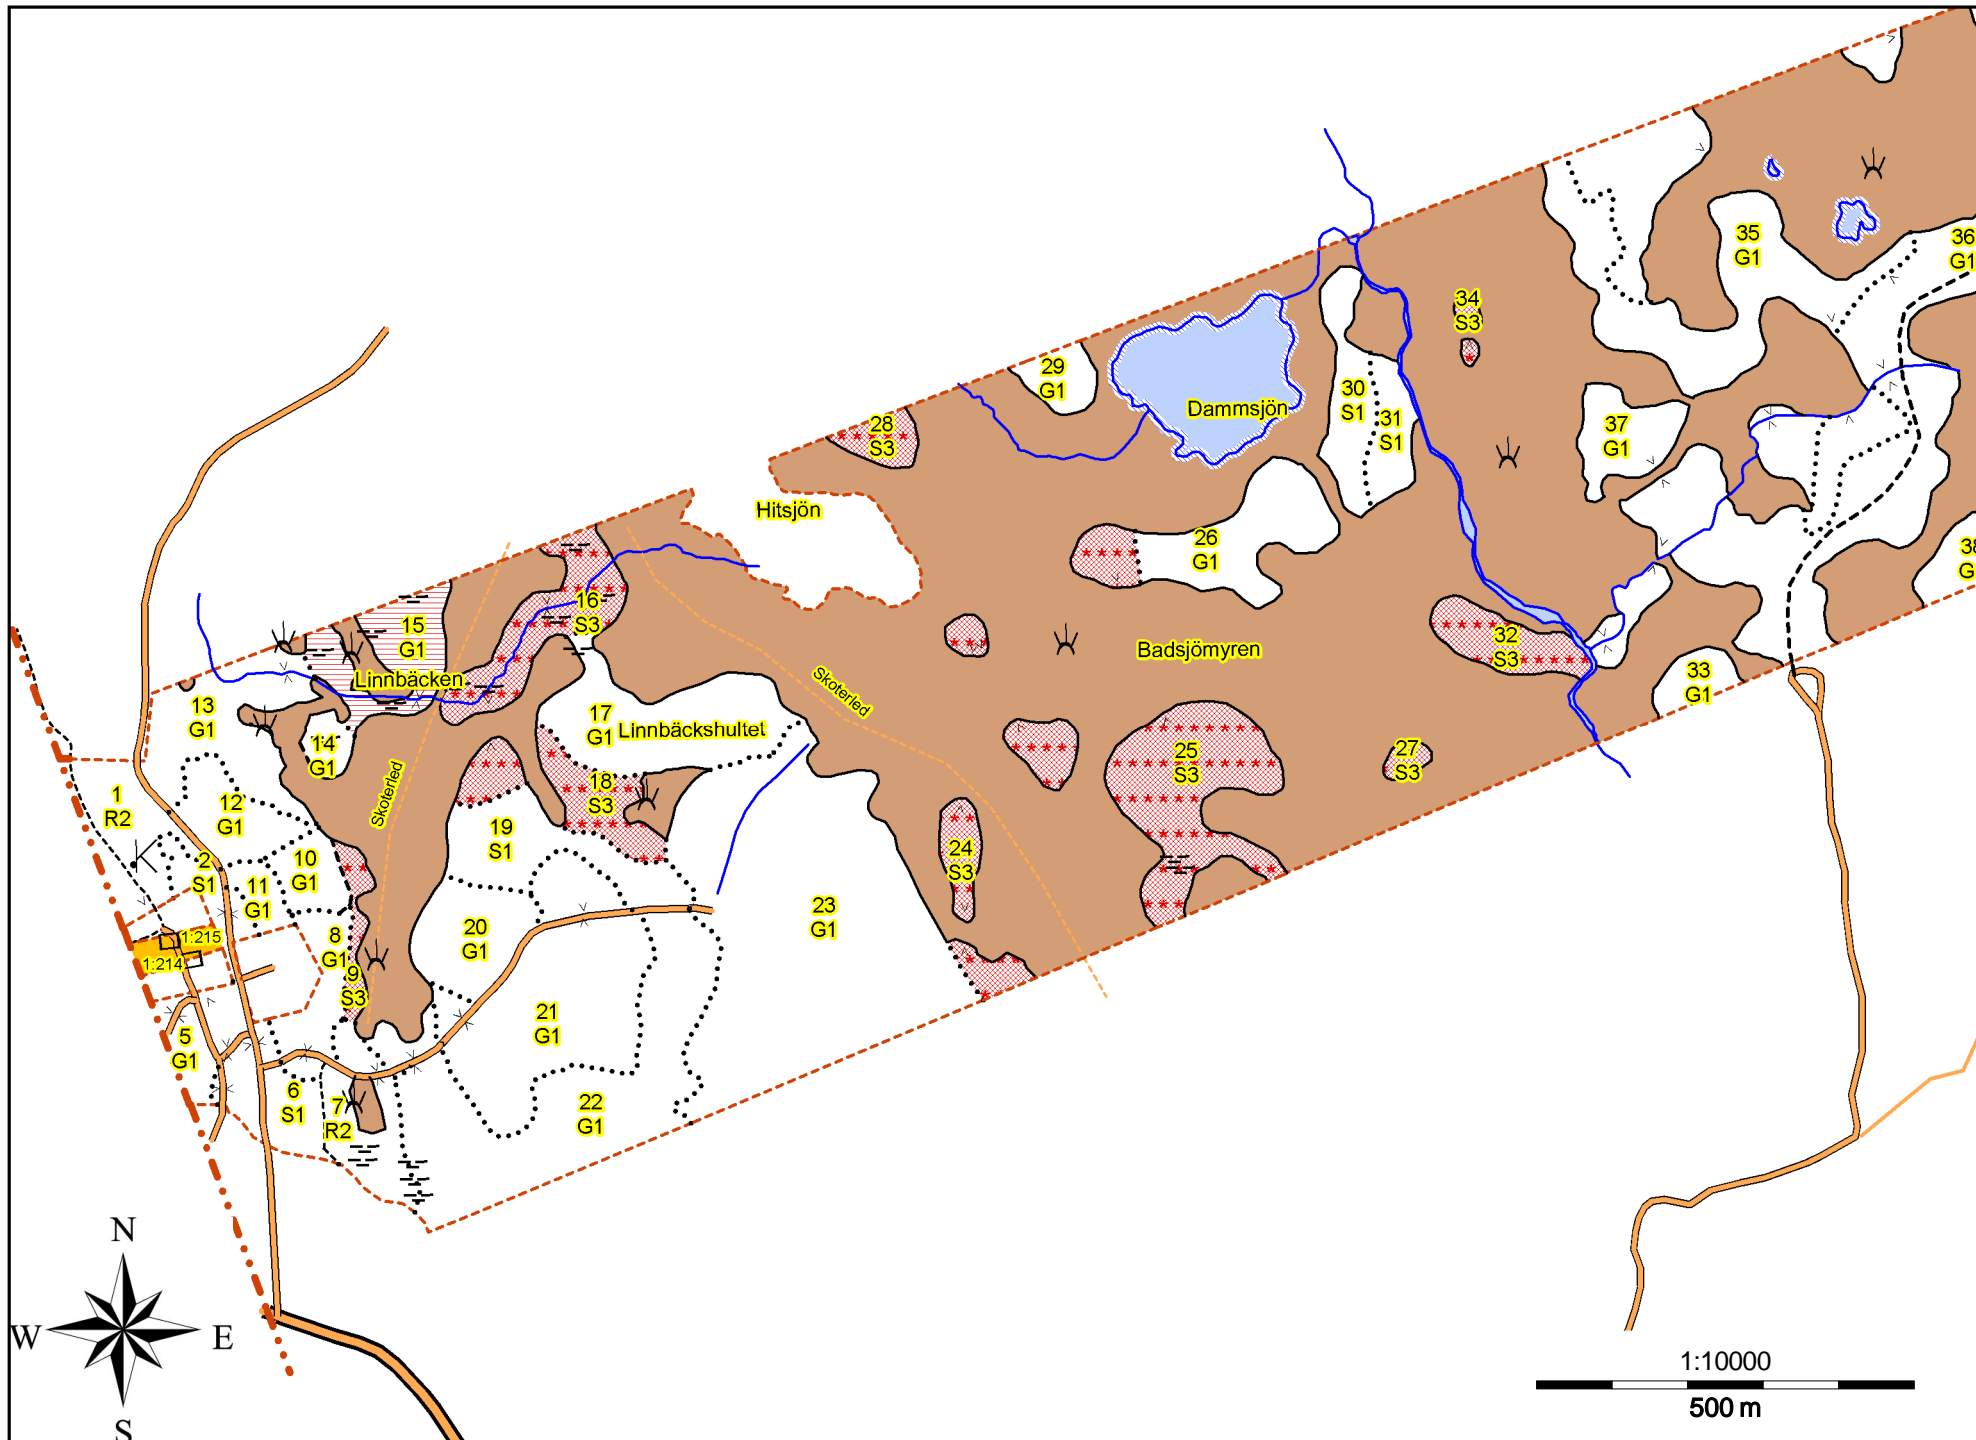 35
G1
36
G1
34
S3
29
G1
30
S1
31
S1
Dammsjön
28
S3
37
G1
Hitsjön
26
G1
38
G
16
S3
15
G1
32
S3
Badsjömyren
Linnbäcken
33
G1
Skoterled
13
G1
17
G1
Linnbäckshultet
14
G1
25
S3
27
S3
Skoterled
18
S3
1
R2
12
G1
19
S1
2
S1
10
G1
11
G1
24
S3
23
G1
20
G1
8
G1
1:215
1:214
9
S3
21
G1
5
G1
6
S1
7
R2
22
G1
N
W
E
S
1:10000
500 m